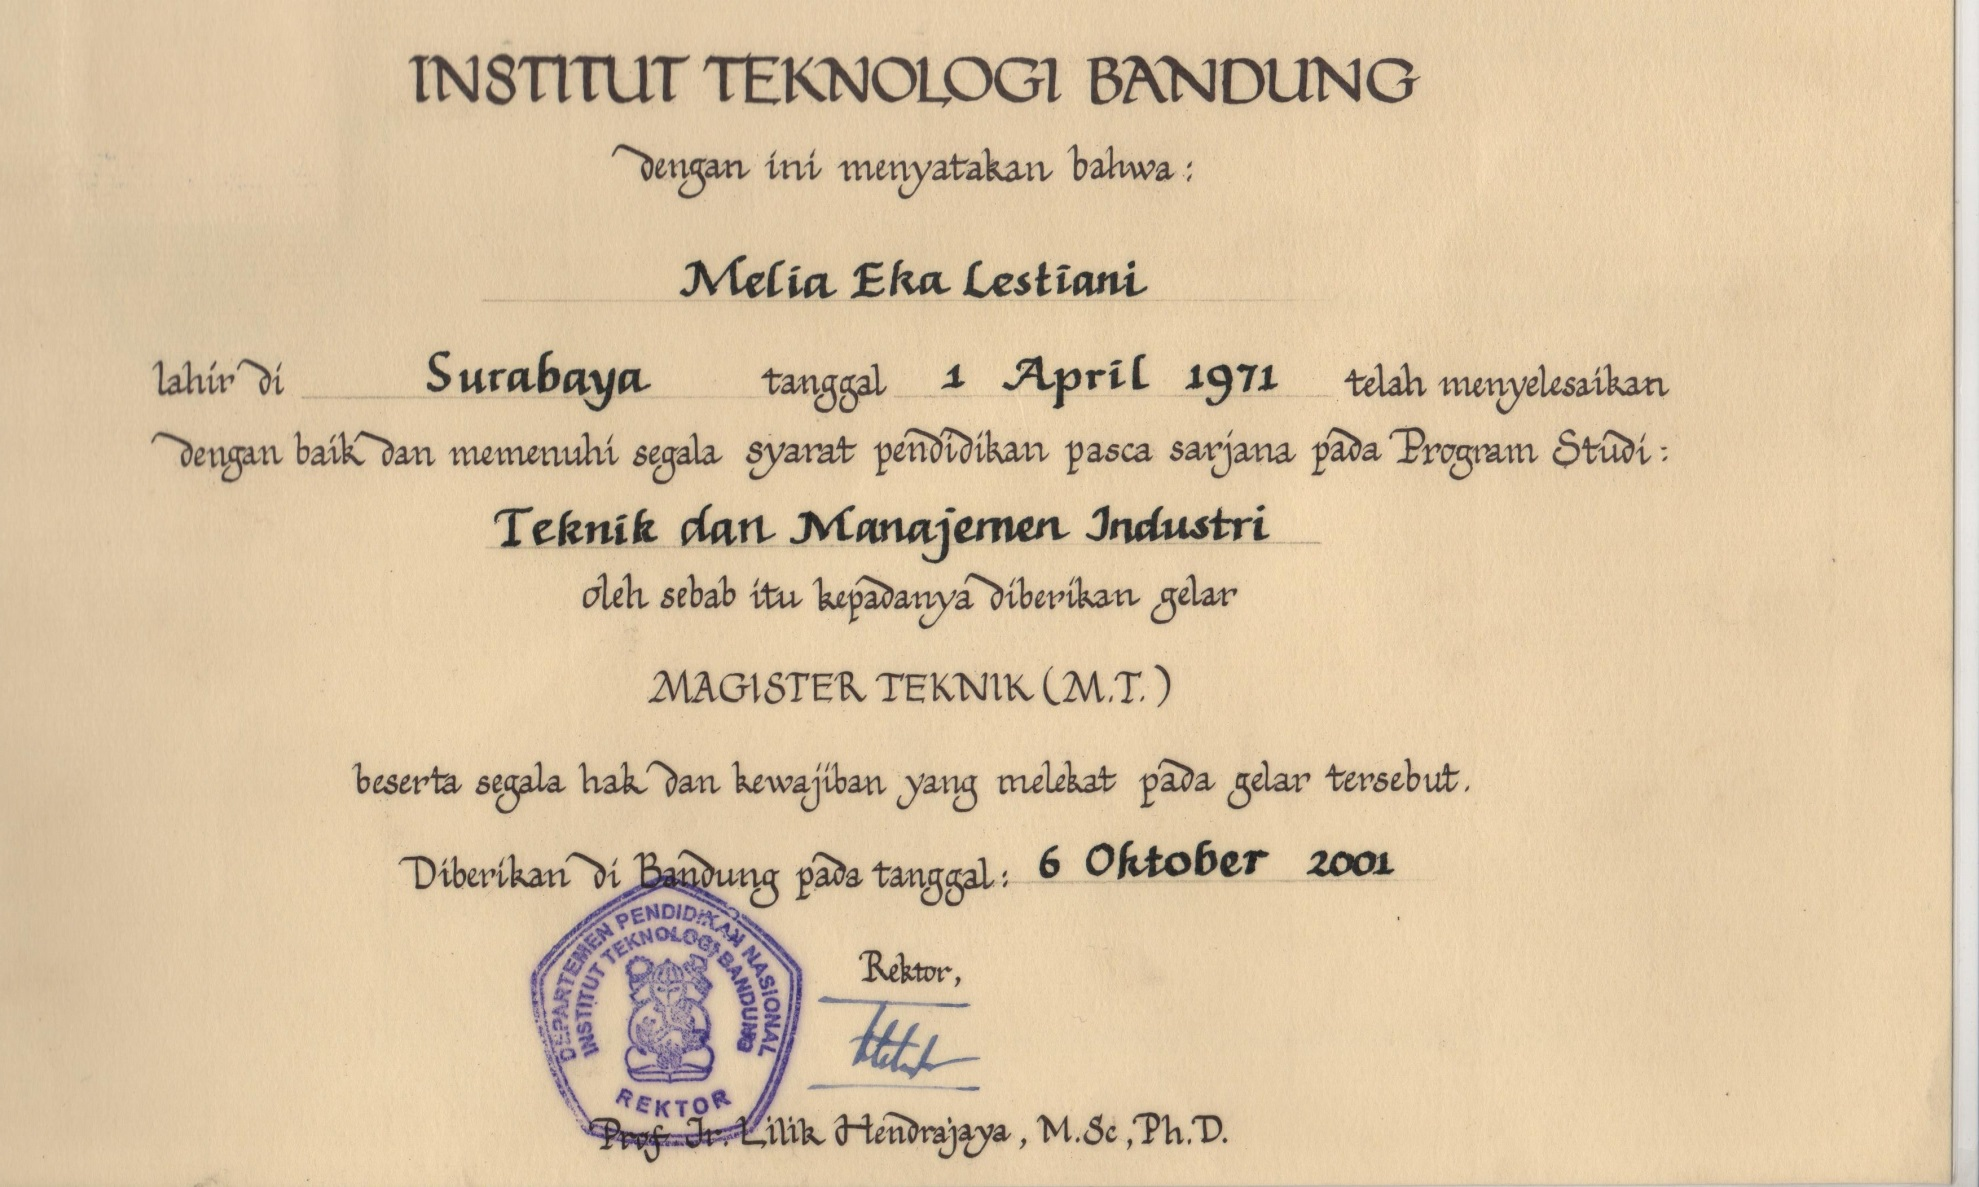 INSTITUT TEKNOLOGI BANDUNG
dengan ini menyatakan bahwa :
Melia Eka Lestiani
lahir di Surabaya tanggal 1 April 1971 telah menyelesaikan
dengan baik dan memenuhi segala syarat pendidikan pasca sarjana pada Program Studi :
Teknik dan Manajemen Industri
oleh sebab itu kepadanya diberikan gelar
MAGISTER TEKNIK ( M.T. )
beserta segala hak dan kewajiban yang melekat pada gelar tersebut.
Diberikan di Bandung pada tanggal : 6 Oktober 2001
DEPARTEMEN PENDIDIKAN NASIONAL
INSTITUT TEKNOLOGI BANDUNG
REKTOR
Rektor,
Prof. Ir. Lilik Hendrajaya, M.Sc, Ph.D.